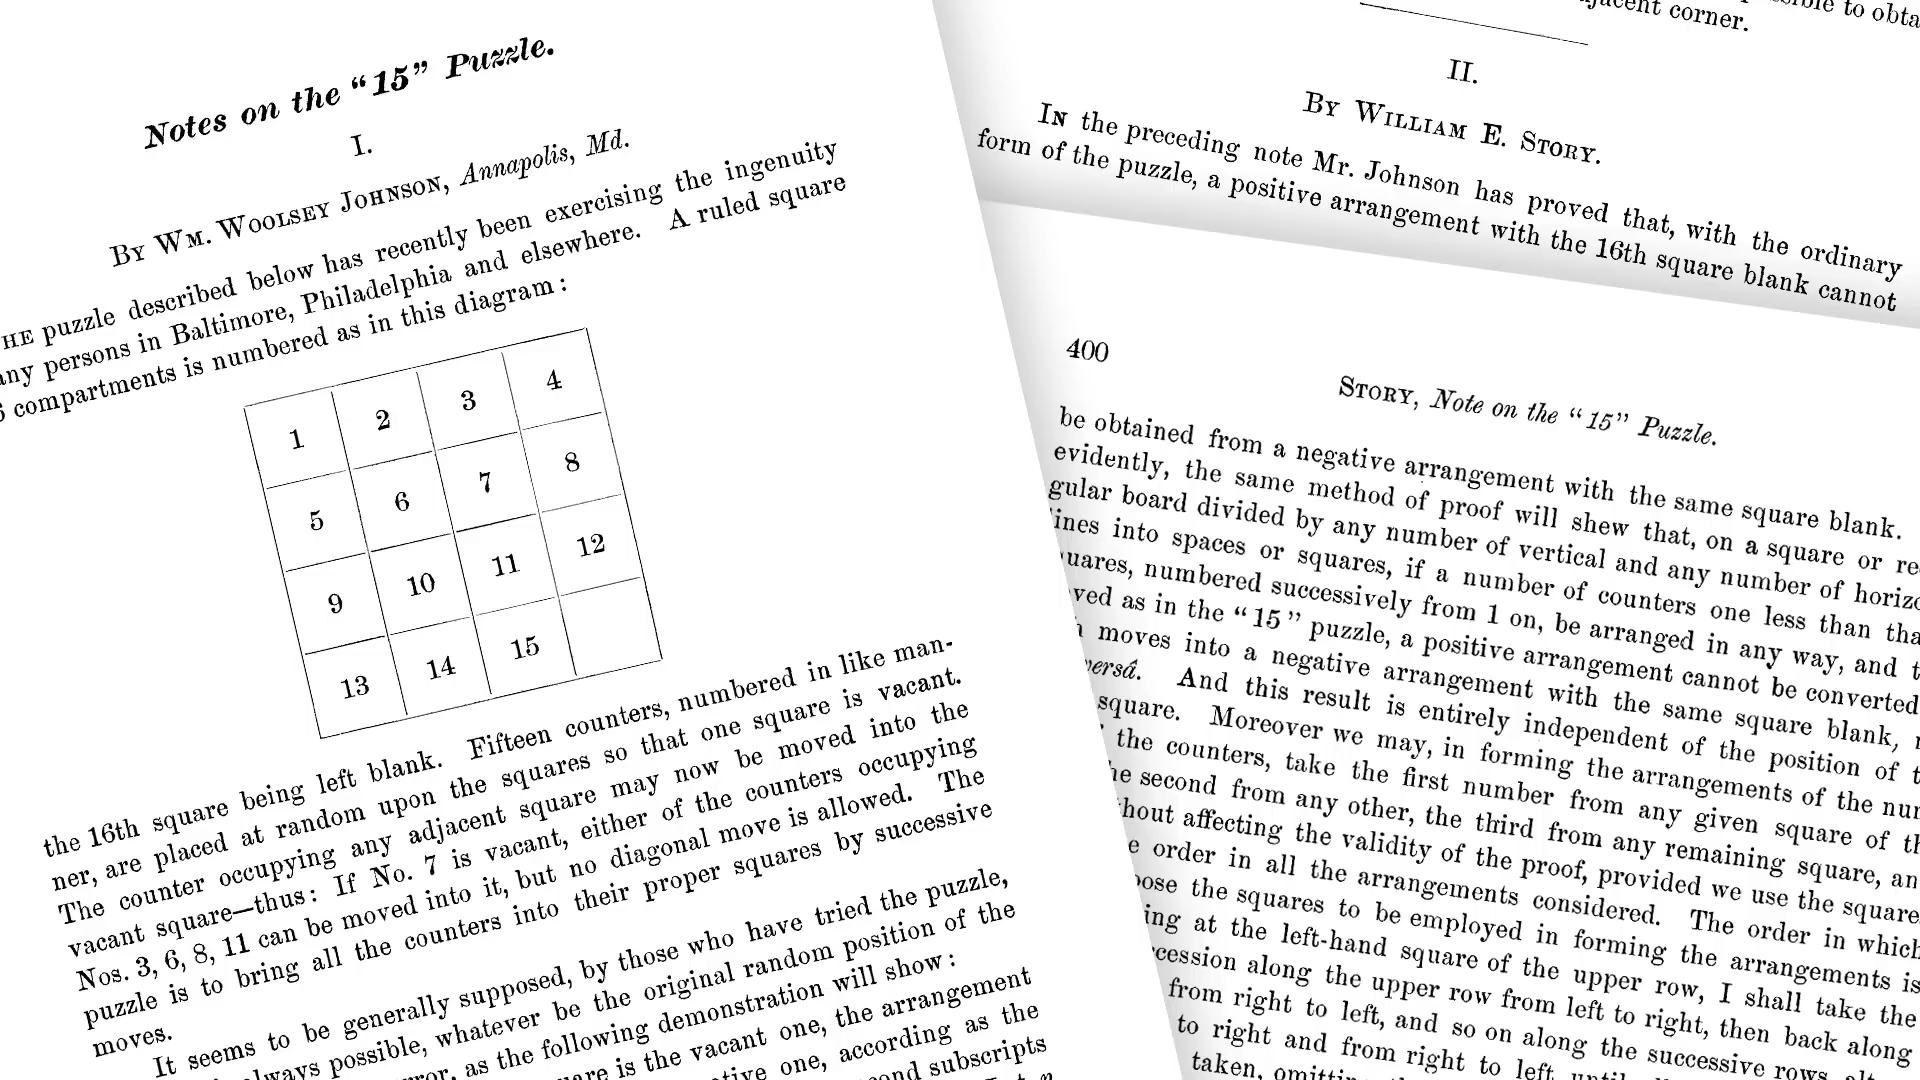 Notes on the “15” Puzzle.
I.
By Wm. Woolsey Johnson, Annapolis, Md.
puzzle described below has recently been exercising the ingenuity
persons in Baltimore, Philadelphia and elsewhere. A ruled square
compartments is numbered as in this diagram:
1 2 3 4
5 6 7 8
9 10 11 12
13 14 15
the 16th square being left blank. Fifteen counters, numbered in like man-
ner, are placed at random upon the squares so that one square is vacant.
The counter occupying any adjacent square may now be moved into the
vacant square—thus: If No. 7 is vacant, either of the counters occupying
Nos. 3, 6, 8, 11 can be moved into it, but no diagonal move is allowed. The
puzzle is to bring all the counters into their proper squares by successive
moves.
It seems to be generally supposed, by those who have tried the puzzle,
possible, whatever be the original random position of the
as the following demonstration will show:
is the vacant one, the arrangement
one, according as the
subscripts
to
corner.
II.
By William E. Story.
In the preceding note Mr. Johnson has proved that, with the ordinary
form of the puzzle, a positive arrangement with the 16th square blank cannot
400
Story, Note on the “15” Puzzle.
be obtained from a negative arrangement with the same square blank.
evidently, the same method of proof will shew that, on a square or
gular board divided by any number of vertical and any number of
into spaces or squares, if a number of counters one less than
numbered successively from 1 on, be arranged in any way, and
as in the “15” puzzle, a positive arrangement cannot be converted
moves into a negative arrangement with the same square blank,
And this result is entirely independent of the position of
square. Moreover we may, in forming the arrangements of the
the counters, take the first number from any given square of
second from any other, the third from any remaining square,
affecting the validity of the proof, provided we use the
order in all the arrangements considered. The order in which
the squares to be employed in forming the arrangements is
at the left-hand square of the upper row, I shall take the
along the upper row from left to right, then back along
from right to left, and so on along the successive rows,
to right and from right to left
taken,